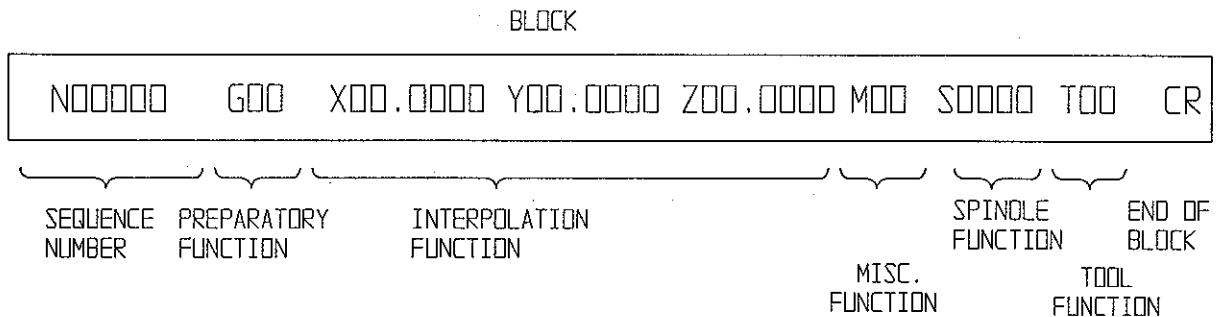 BLOCK
N00000 G00 X00.0000 Y00.0000 Z00.0000 M00 S0000 T00 CR
SEQUENCE NUMBER
PREPARATORY FUNCTION
INTERPOLATION FUNCTION
MISC. FUNCTION
SPINDLE FUNCTION
TOOL FUNCTION
END OF BLOCK